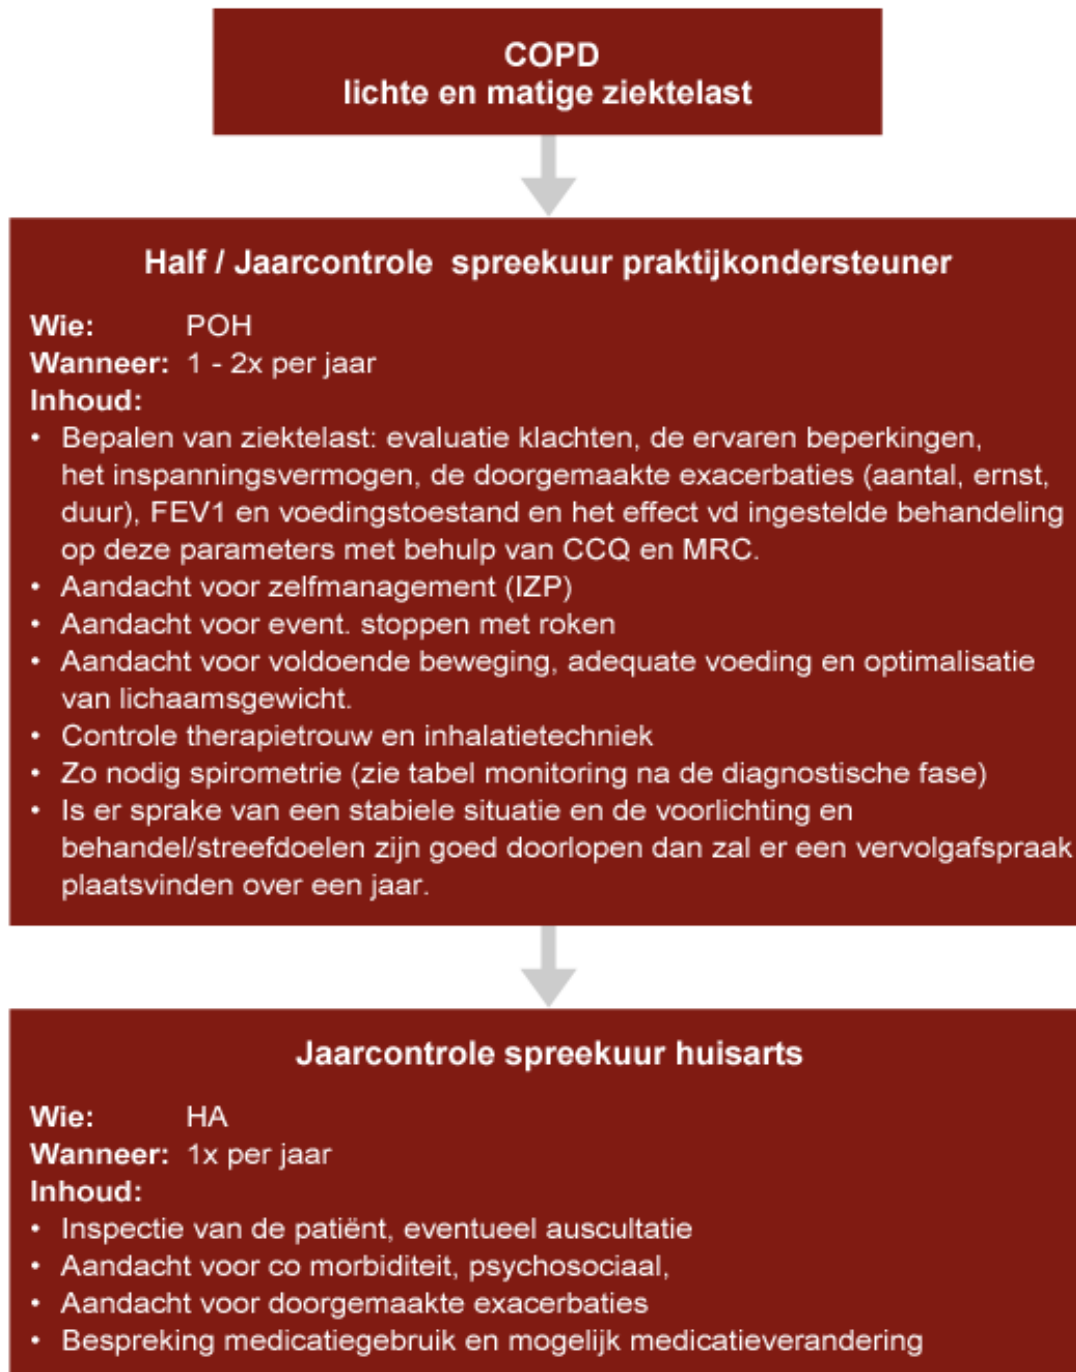 COPD
lichte en matige ziektelast
Half / Jaarcontrole spreekuur praktijkondersteuner
Wie: POH
Wanneer: 1 - 2x per jaar
Inhoud:
• Bepalen van ziektelast: evaluatie klachten, de ervaren beperkingen,
het inspanningsvermogen, de doorgemaakte exacerbaties (aantal, ernst,
duur), FEV1 en voedingstoestand en het effect vd ingestelde behandeling
op deze parameters met behulp van CCQ en MRC.
• Aandacht voor zelfmanagement (IZP)
• Aandacht voor event. stoppen met roken
• Aandacht voor voldoende beweging, adequate voeding en optimalisatie
van lichaamsgewicht.
• Controle therapietrouw en inhalatietechniek
• Zo nodig spirometrie (zie tabel monitoring na de diagnostische fase)
• Is er sprake van een stabiele situatie en de voorlichting en
behandel/streefdoelen zijn goed doorlopen dan zal er een vervolgafspraak
plaatsvinden over een jaar.
Jaarcontrole spreekuur huisarts
Wie: HA
Wanneer: 1x per jaar
Inhoud:
• Inspectie van de patiënt, eventueel auscultatie
• Aandacht voor co morbiditeit, psychosociaal,
• Aandacht voor doorgemaakte exacerbaties
• Bespreking medicatiegebruik en mogelijk medicatieverandering